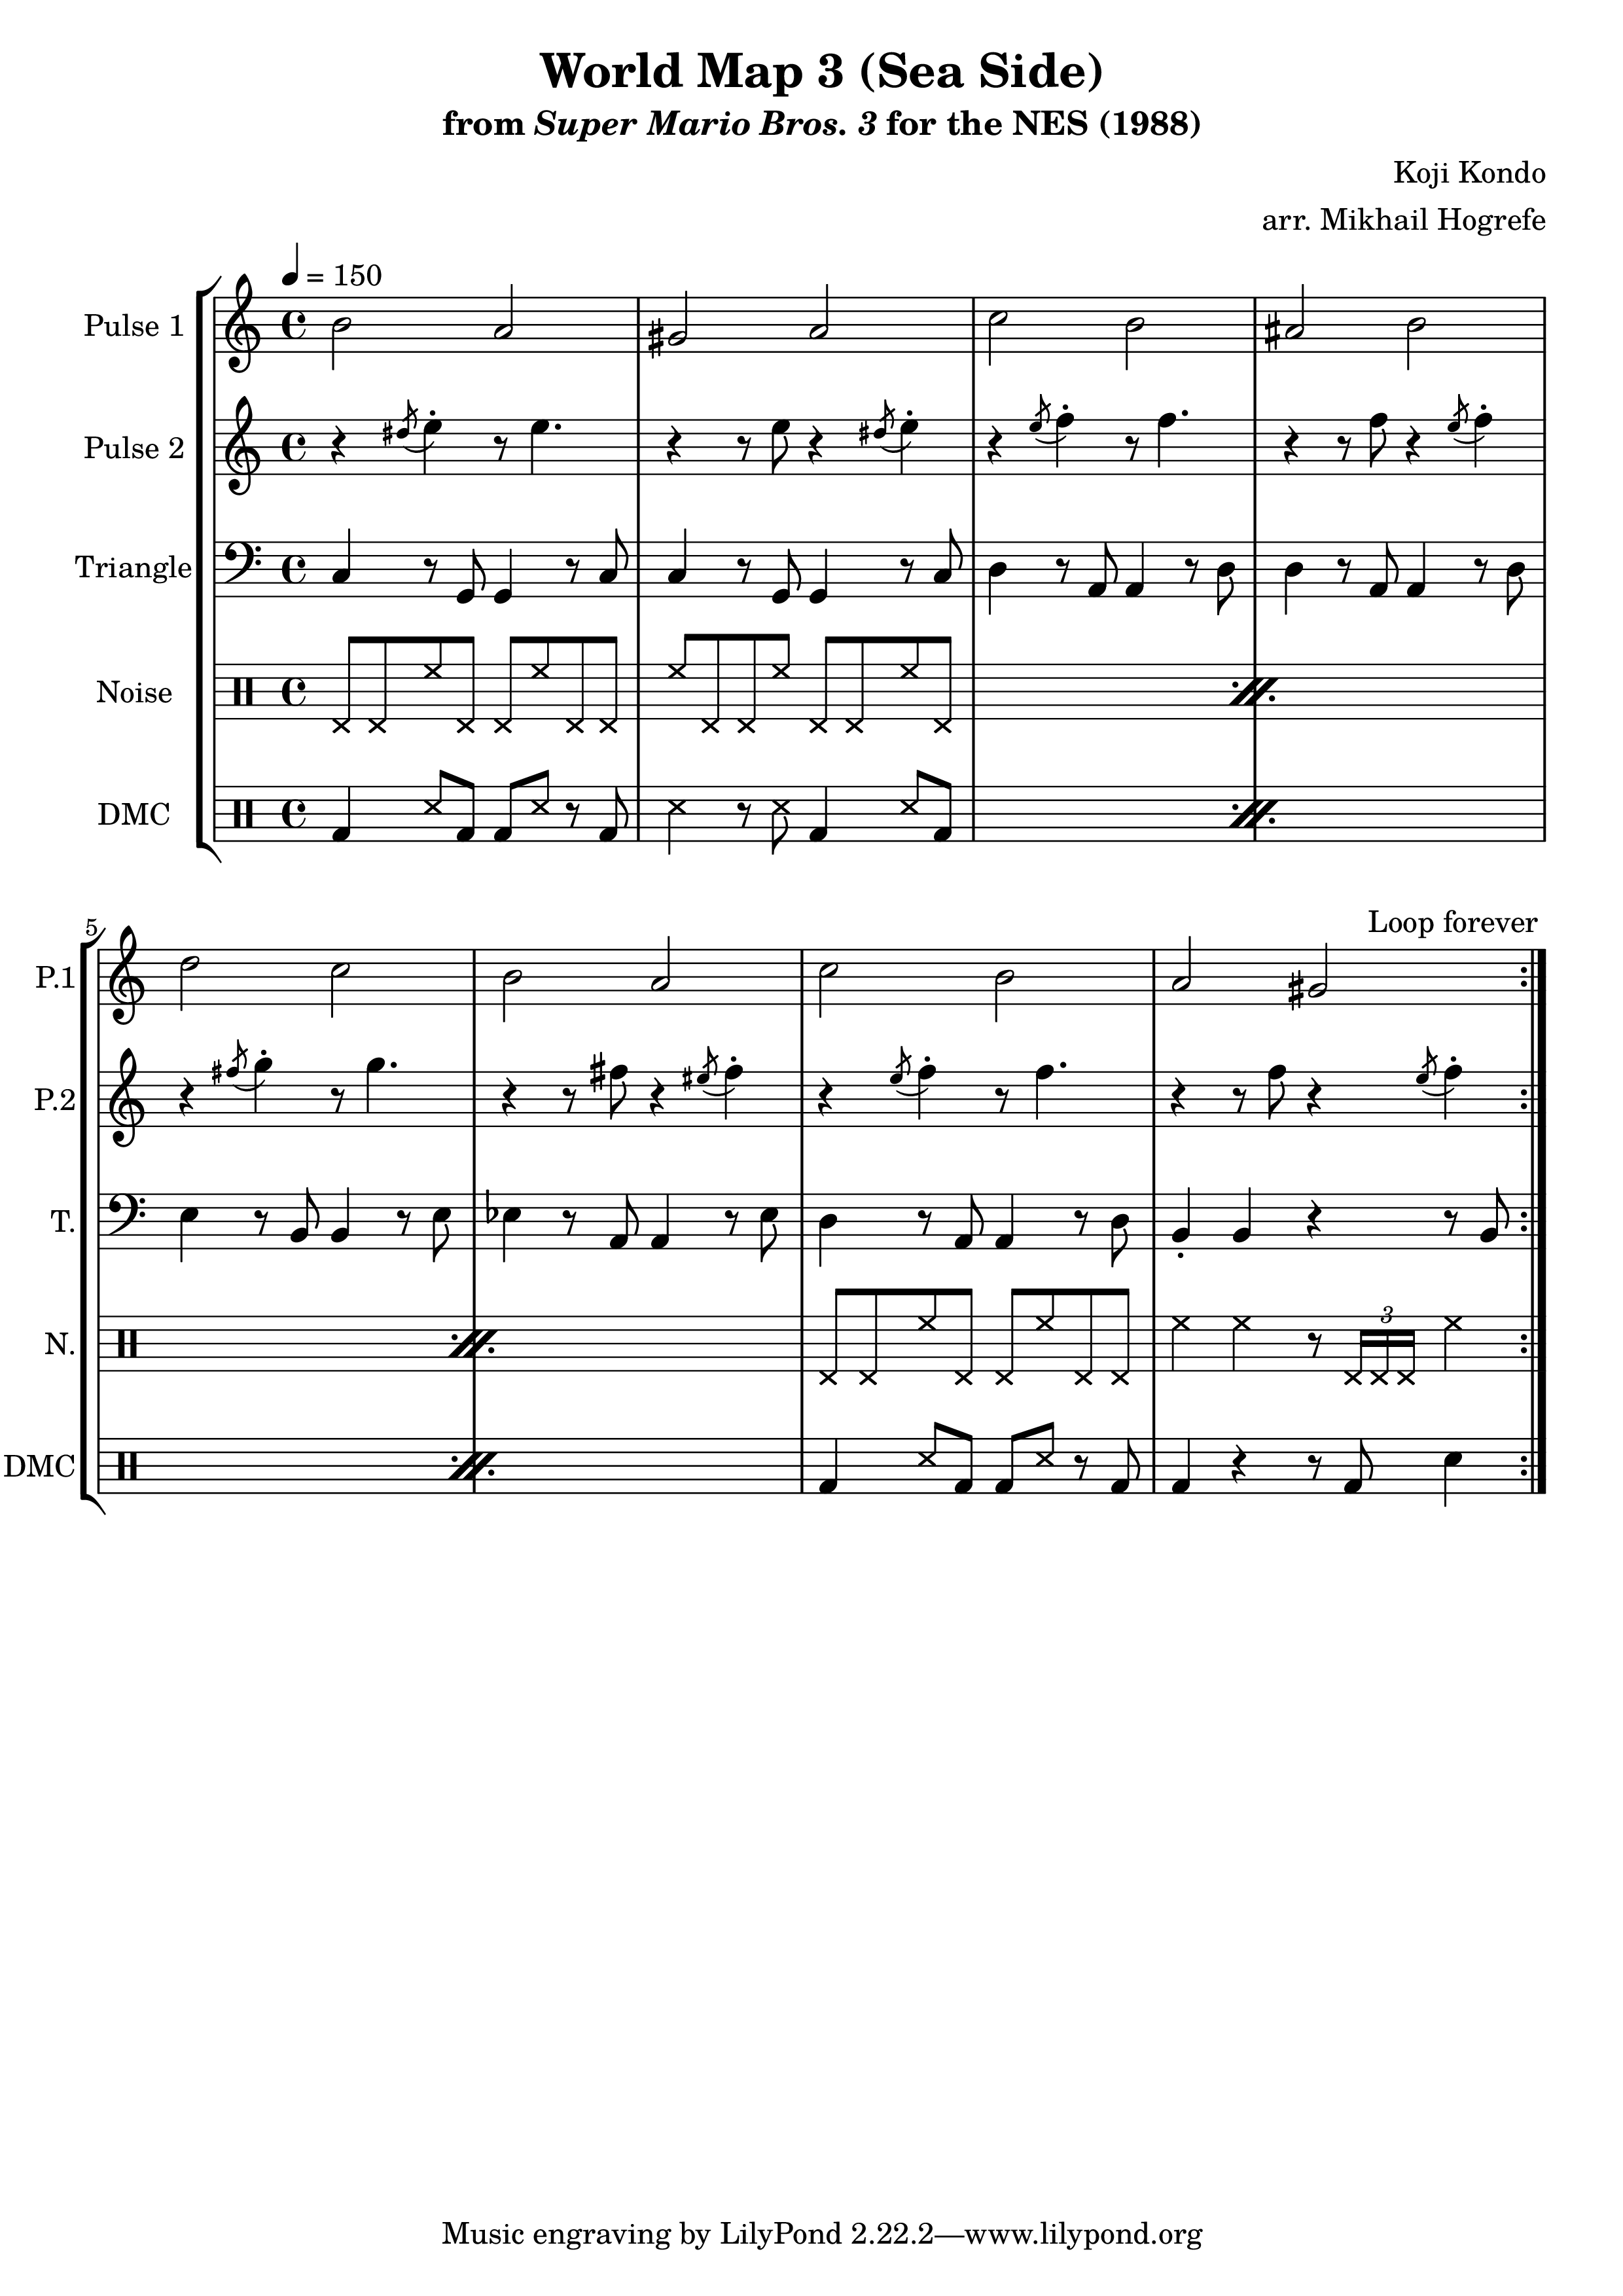 World Map 3 (Sea Side)
from Super Mario Bros. 3 for the NES (1988)
Koji Kondo
arr. Mikhail Hogrefe
= 150
Pulse 1
Pulse 2
Triangle
Noise
DMC
5
Loop forever
P.1
P.2
T.
N.
3
DMC
Music engraving by LilyPond 2.22.2—www.lilypond.org